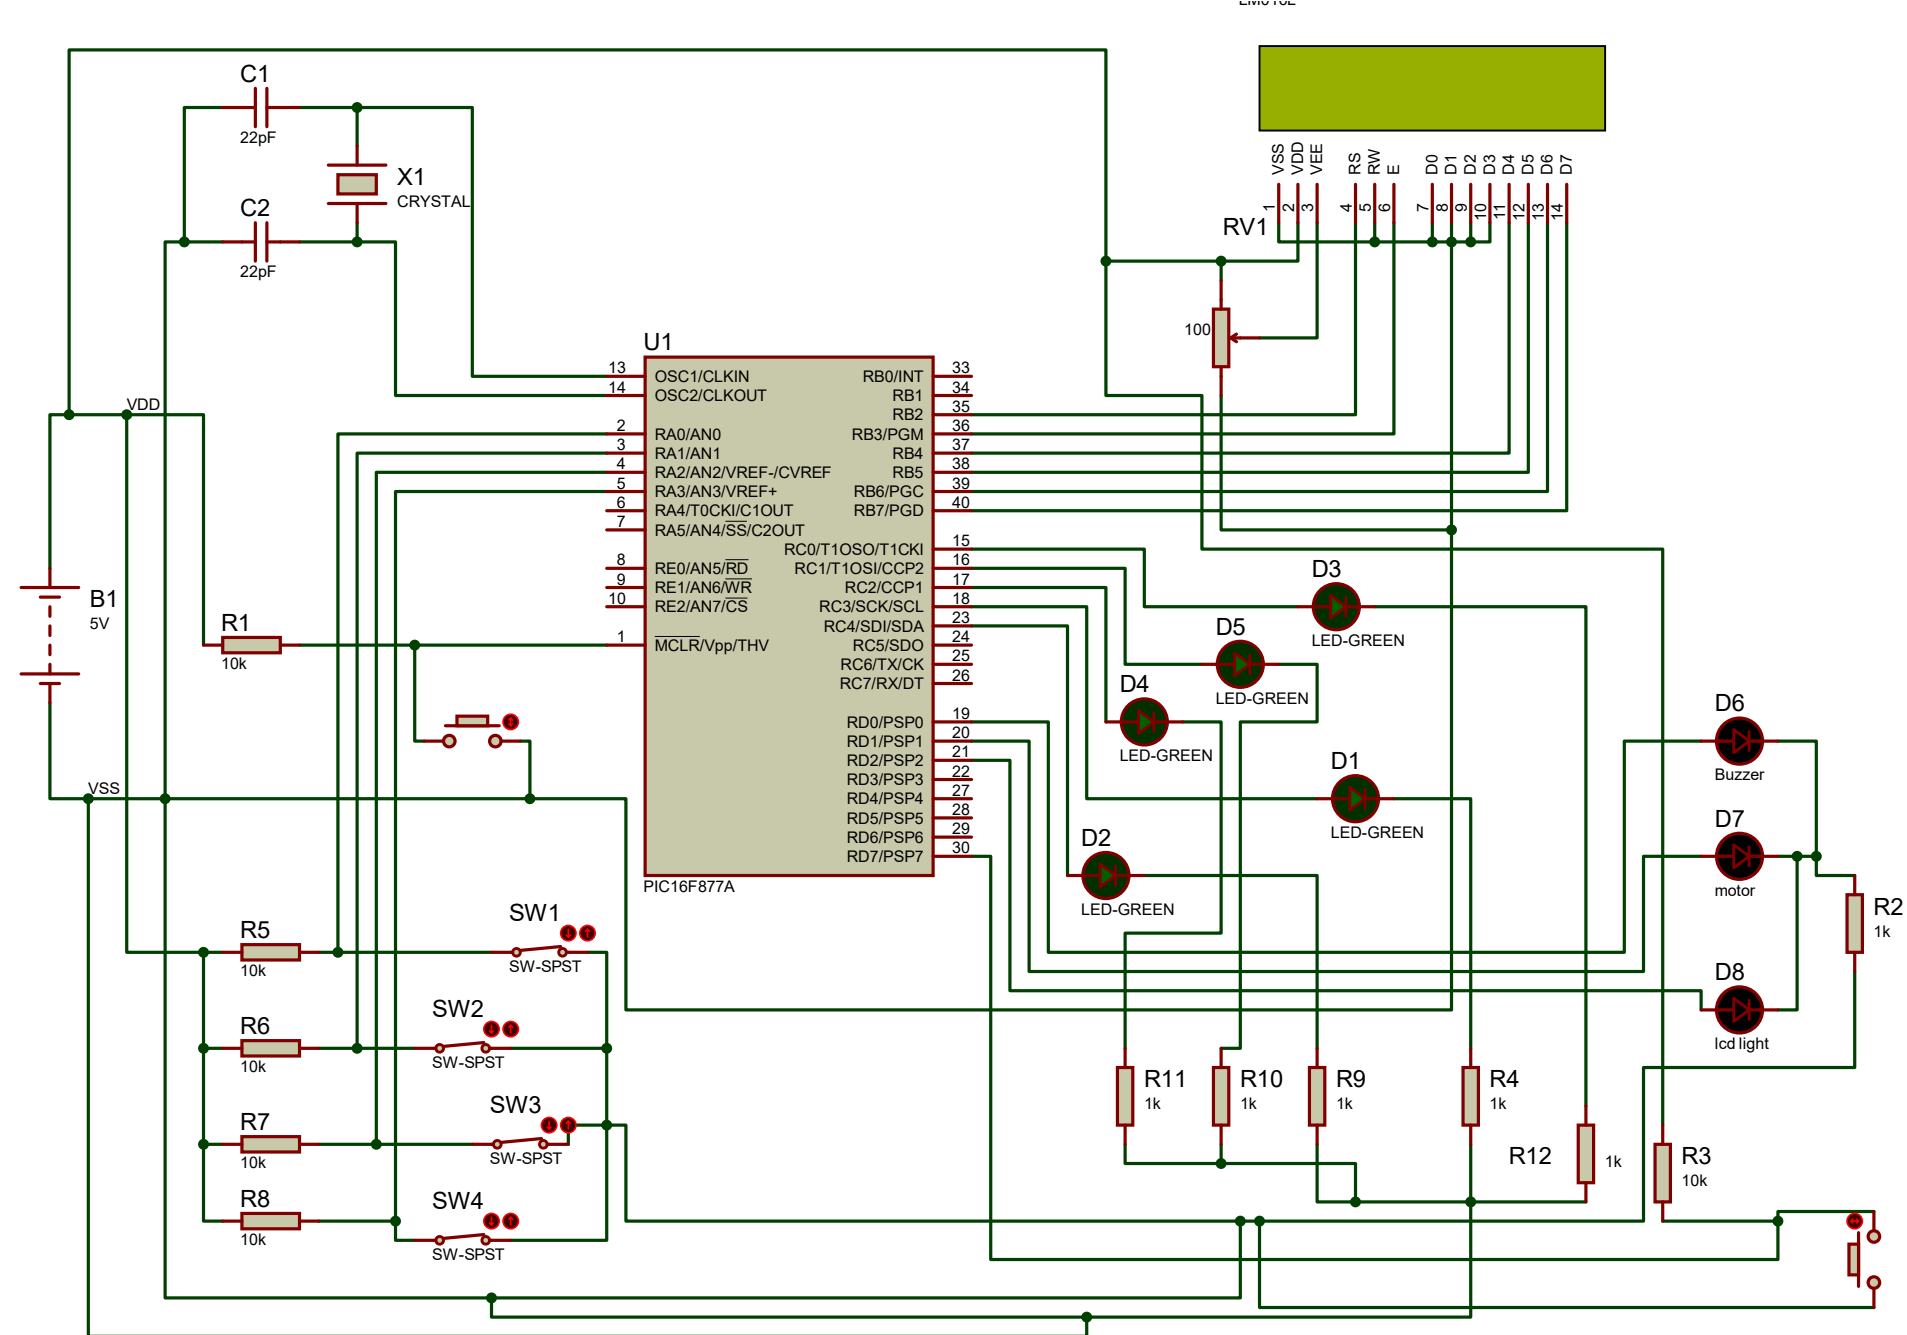 C1
22pF
X1
CRYSTAL
C2
22pF
VSS
VDD
VEE
RS
RW
E
D0
D1
D2
D3
D4
D5
D6
D7
1
2
3
4
5
6
7
8
9
10
11
12
13
14
RV1
100
U1
13 OSC1/CLKIN
14 OSC2/CLKOUT
2 RA0/AN0
3 RA1/AN1
4 RA2/AN2/VREF-/CVREF
5 RA3/AN3/VREF+
6 RA4/T0CKI/C1OUT
7 RA5/AN4/SS/C2OUT
8 RE0/AN5/RD
9 RE1/AN6/WR
10 RE2/AN7/CS
1 MCLR/Vpp/THV
RB0/INT 33
RB1 34
RB2 35
RB3/PGM 36
RB4 37
RB5 38
RB6/PGC 39
RB7/PGD 40
RC0/T1OSO/T1CKI 15
RC1/T1OSI/CCP2 16
RC2/CCP1 17
RC3/SCK/SCL 18
RC4/SDI/SDA 23
RC5/SDO 24
RC6/TX/CK 25
RC7/RX/DT 26
RD0/PSP0 19
RD1/PSP1 20
RD2/PSP2 21
RD3/PSP3 22
RD4/PSP4 27
RD5/PSP5 28
RD6/PSP6 29
RD7/PSP7 30
PIC16F877A
VDD
B1
5V
R1
10k
VSS
D3
LED-GREEN
D5
LED-GREEN
D4
LED-GREEN
D1
LED-GREEN
D2
LED-GREEN
D6
Buzzer
D7
motor
D8
lcd light
R2
1k
R5
10k
SW1
SW-SPST
R6
10k
SW2
SW-SPST
R7
10k
SW3
SW-SPST
R8
10k
SW4
SW-SPST
R11
1k
R10
1k
R9
1k
R4
1k
R12
1k
R3
10k